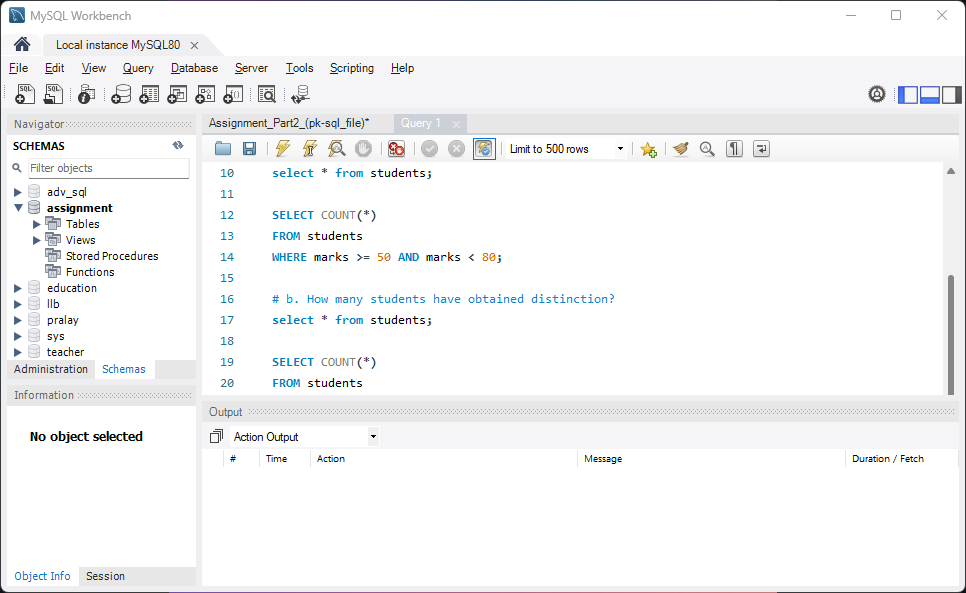 MySQL Workbench
Local instance MySQL80
File Edit View Query Database Server Tools Scripting Help
Navigator
SCHEMAS
Filter objects
adv_sql
assignment
Tables
Views
Stored Procedures
Functions
education
llb
pralay
sys
teacher
Administration Schemas
Information
No object selected
Object Info Session
Assignment_Part2_(pk-sql_file)* Query 1
Limit to 500 rows
10 select * from students;
11
12 SELECT COUNT(*)
13 FROM students
14 WHERE marks >= 50 AND marks < 80;
15
16 # b. How many students have obtained distinction?
17 select * from students;
18
19 SELECT COUNT(*)
20 FROM students
Output
Action Output
# Time Action Message Duration / Fetch